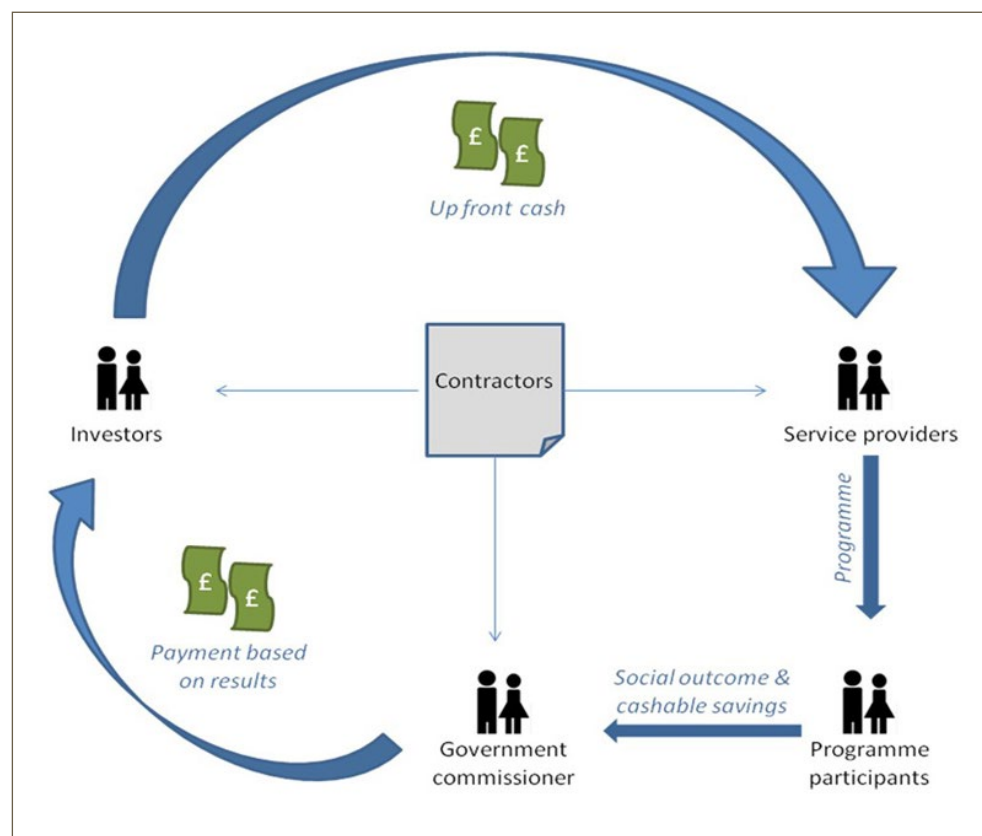 £
£
Up front cash
Contractors
Investors
Service providers
Programme
£
£
Payment based
on results
Social outcome &
cashable savings
Government
commissioner
Programme
participants